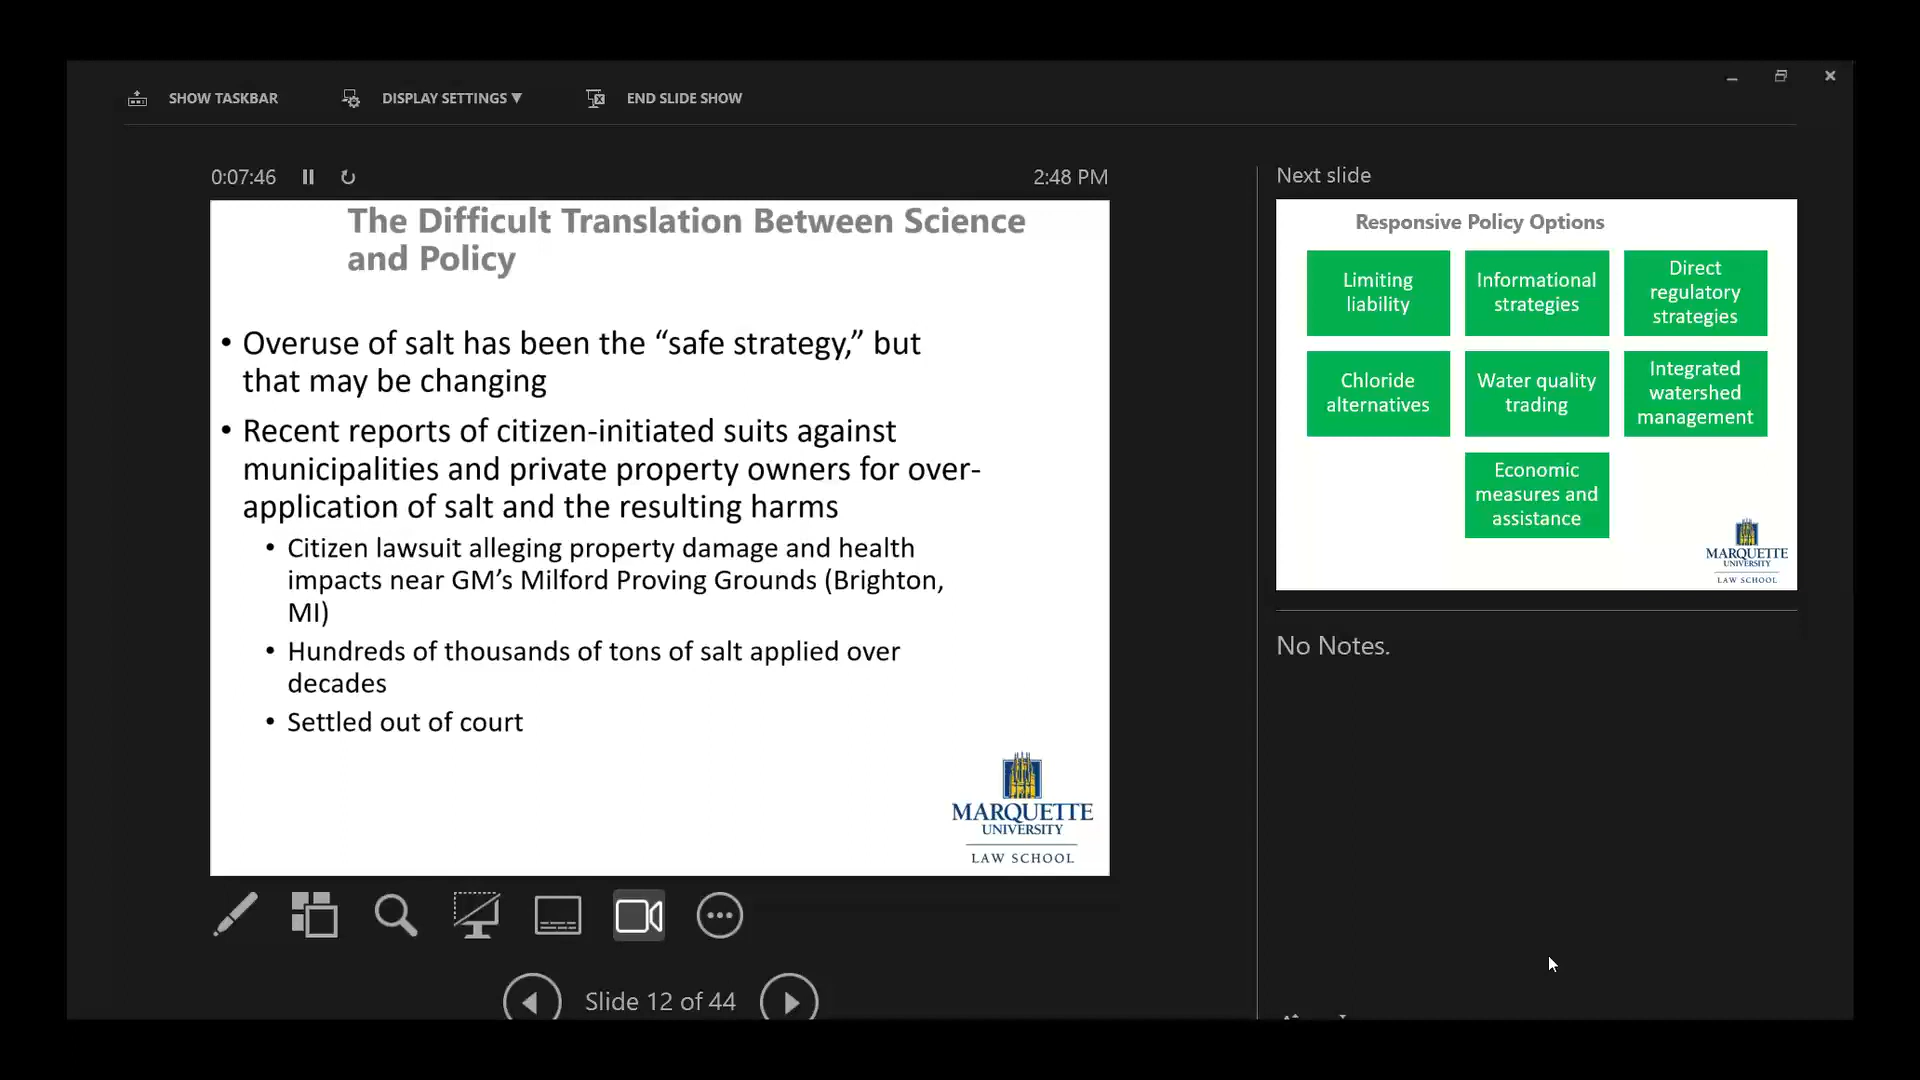 SHOW TASKBAR
DISPLAY SETTINGS ▼
END SLIDE SHOW
0:07:46
2:48 PM
The Difficult Translation Between Science
and Policy
• Overuse of salt has been the “safe strategy,” but
that may be changing
• Recent reports of citizen-initiated suits against
municipalities and private property owners for over-
application of salt and the resulting harms
• Citizen lawsuit alleging property damage and health
impacts near GM’s Milford Proving Grounds (Brighton,
MI)
• Hundreds of thousands of tons of salt applied over
decades
• Settled out of court
MARQUETTE
UNIVERSITY
LAW SCHOOL
Slide 12 of 44
Next slide
Responsive Policy Options
Limiting
liability
Informational
strategies
Direct
regulatory
strategies
Chloride
alternatives
Water quality
trading
Integrated
watershed
management
Economic
measures and
assistance
MARQUETTE
UNIVERSITY
LAW SCHOOL
No Notes.